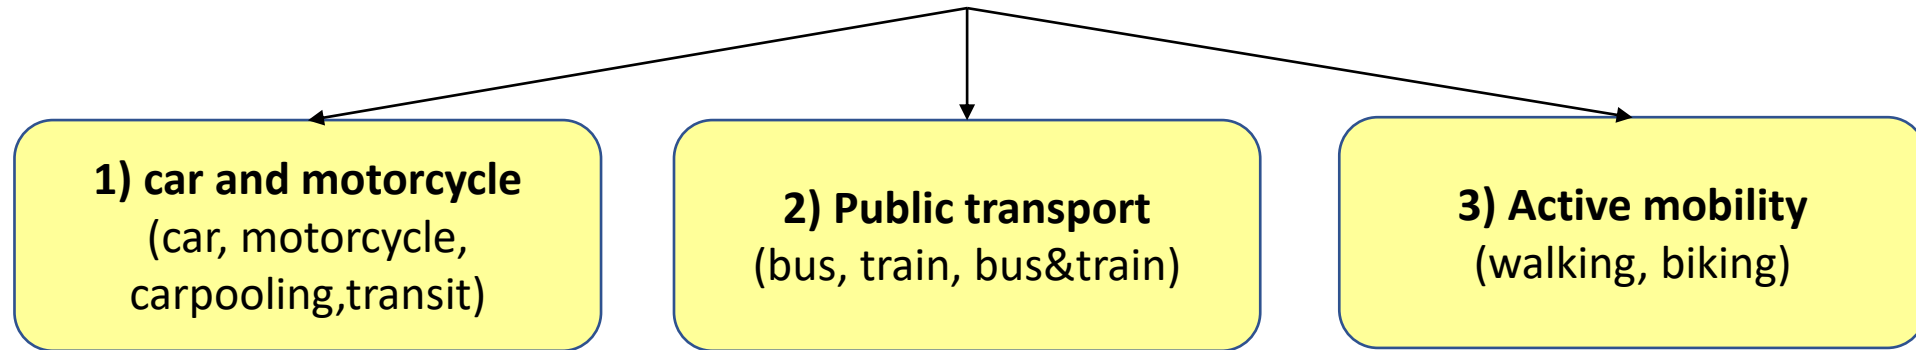 1) car and motorcycle
(car, motorcycle,
carpooling,transit)
2) Public transport
(bus, train, bus&train)
3) Active mobility
(walking, biking)